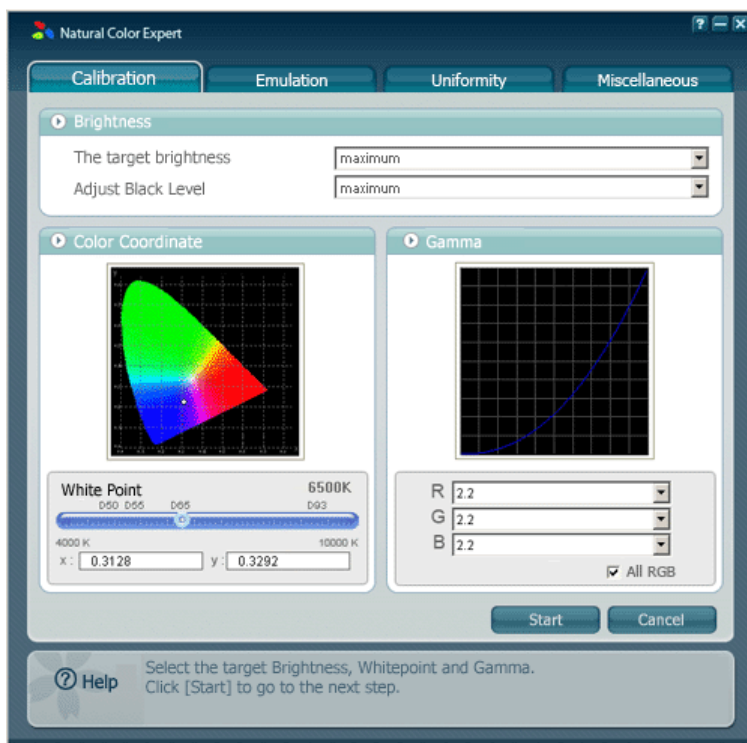 Natural Color Expert
Calibration
Emulation
Uniformity
Miscellaneous
Brightness
The target brightness
maximum
Adjust Black Level
maximum
Color Coordinate
White Point
6500K
D50 D55 D65 D93
4000 K
10000 K
x : 0.3128
y : 0.3292
Gamma
R 2.2
G 2.2
B 2.2
All RGB
Start
Cancel
? Help
Select the target Brightness, Whitepoint and Gamma.
Click [Start] to go to the next step.